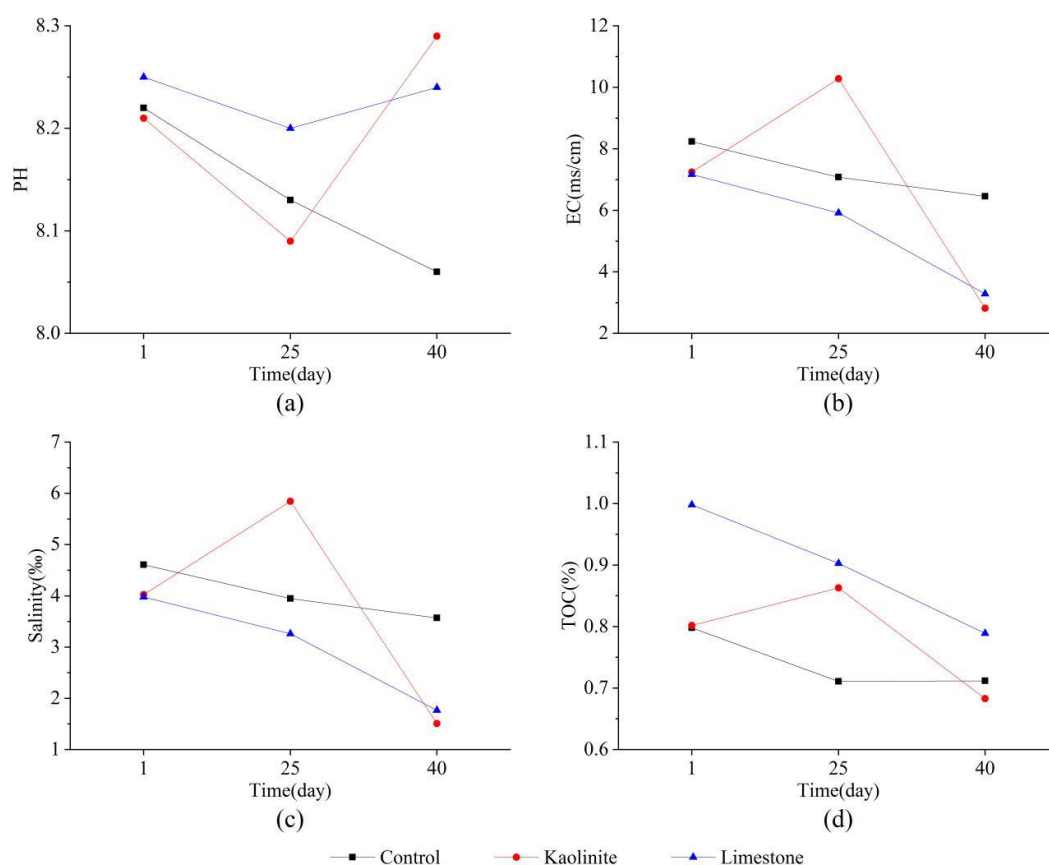 8.3
8.2
8.1
8.0
PH
1 25 40
Time(day)
(a)
12
10
8
6
4
2
EC(ms/cm)
1 25 40
Time(day)
(b)
7
6
5
4
3
2
1
Salinity(‰)
1 25 40
Time(day)
(c)
1.1
1.0
0.9
0.8
0.7
0.6
TOC(%)
1 25 40
Time(day)
(d)
Control Kaolinite Limestone